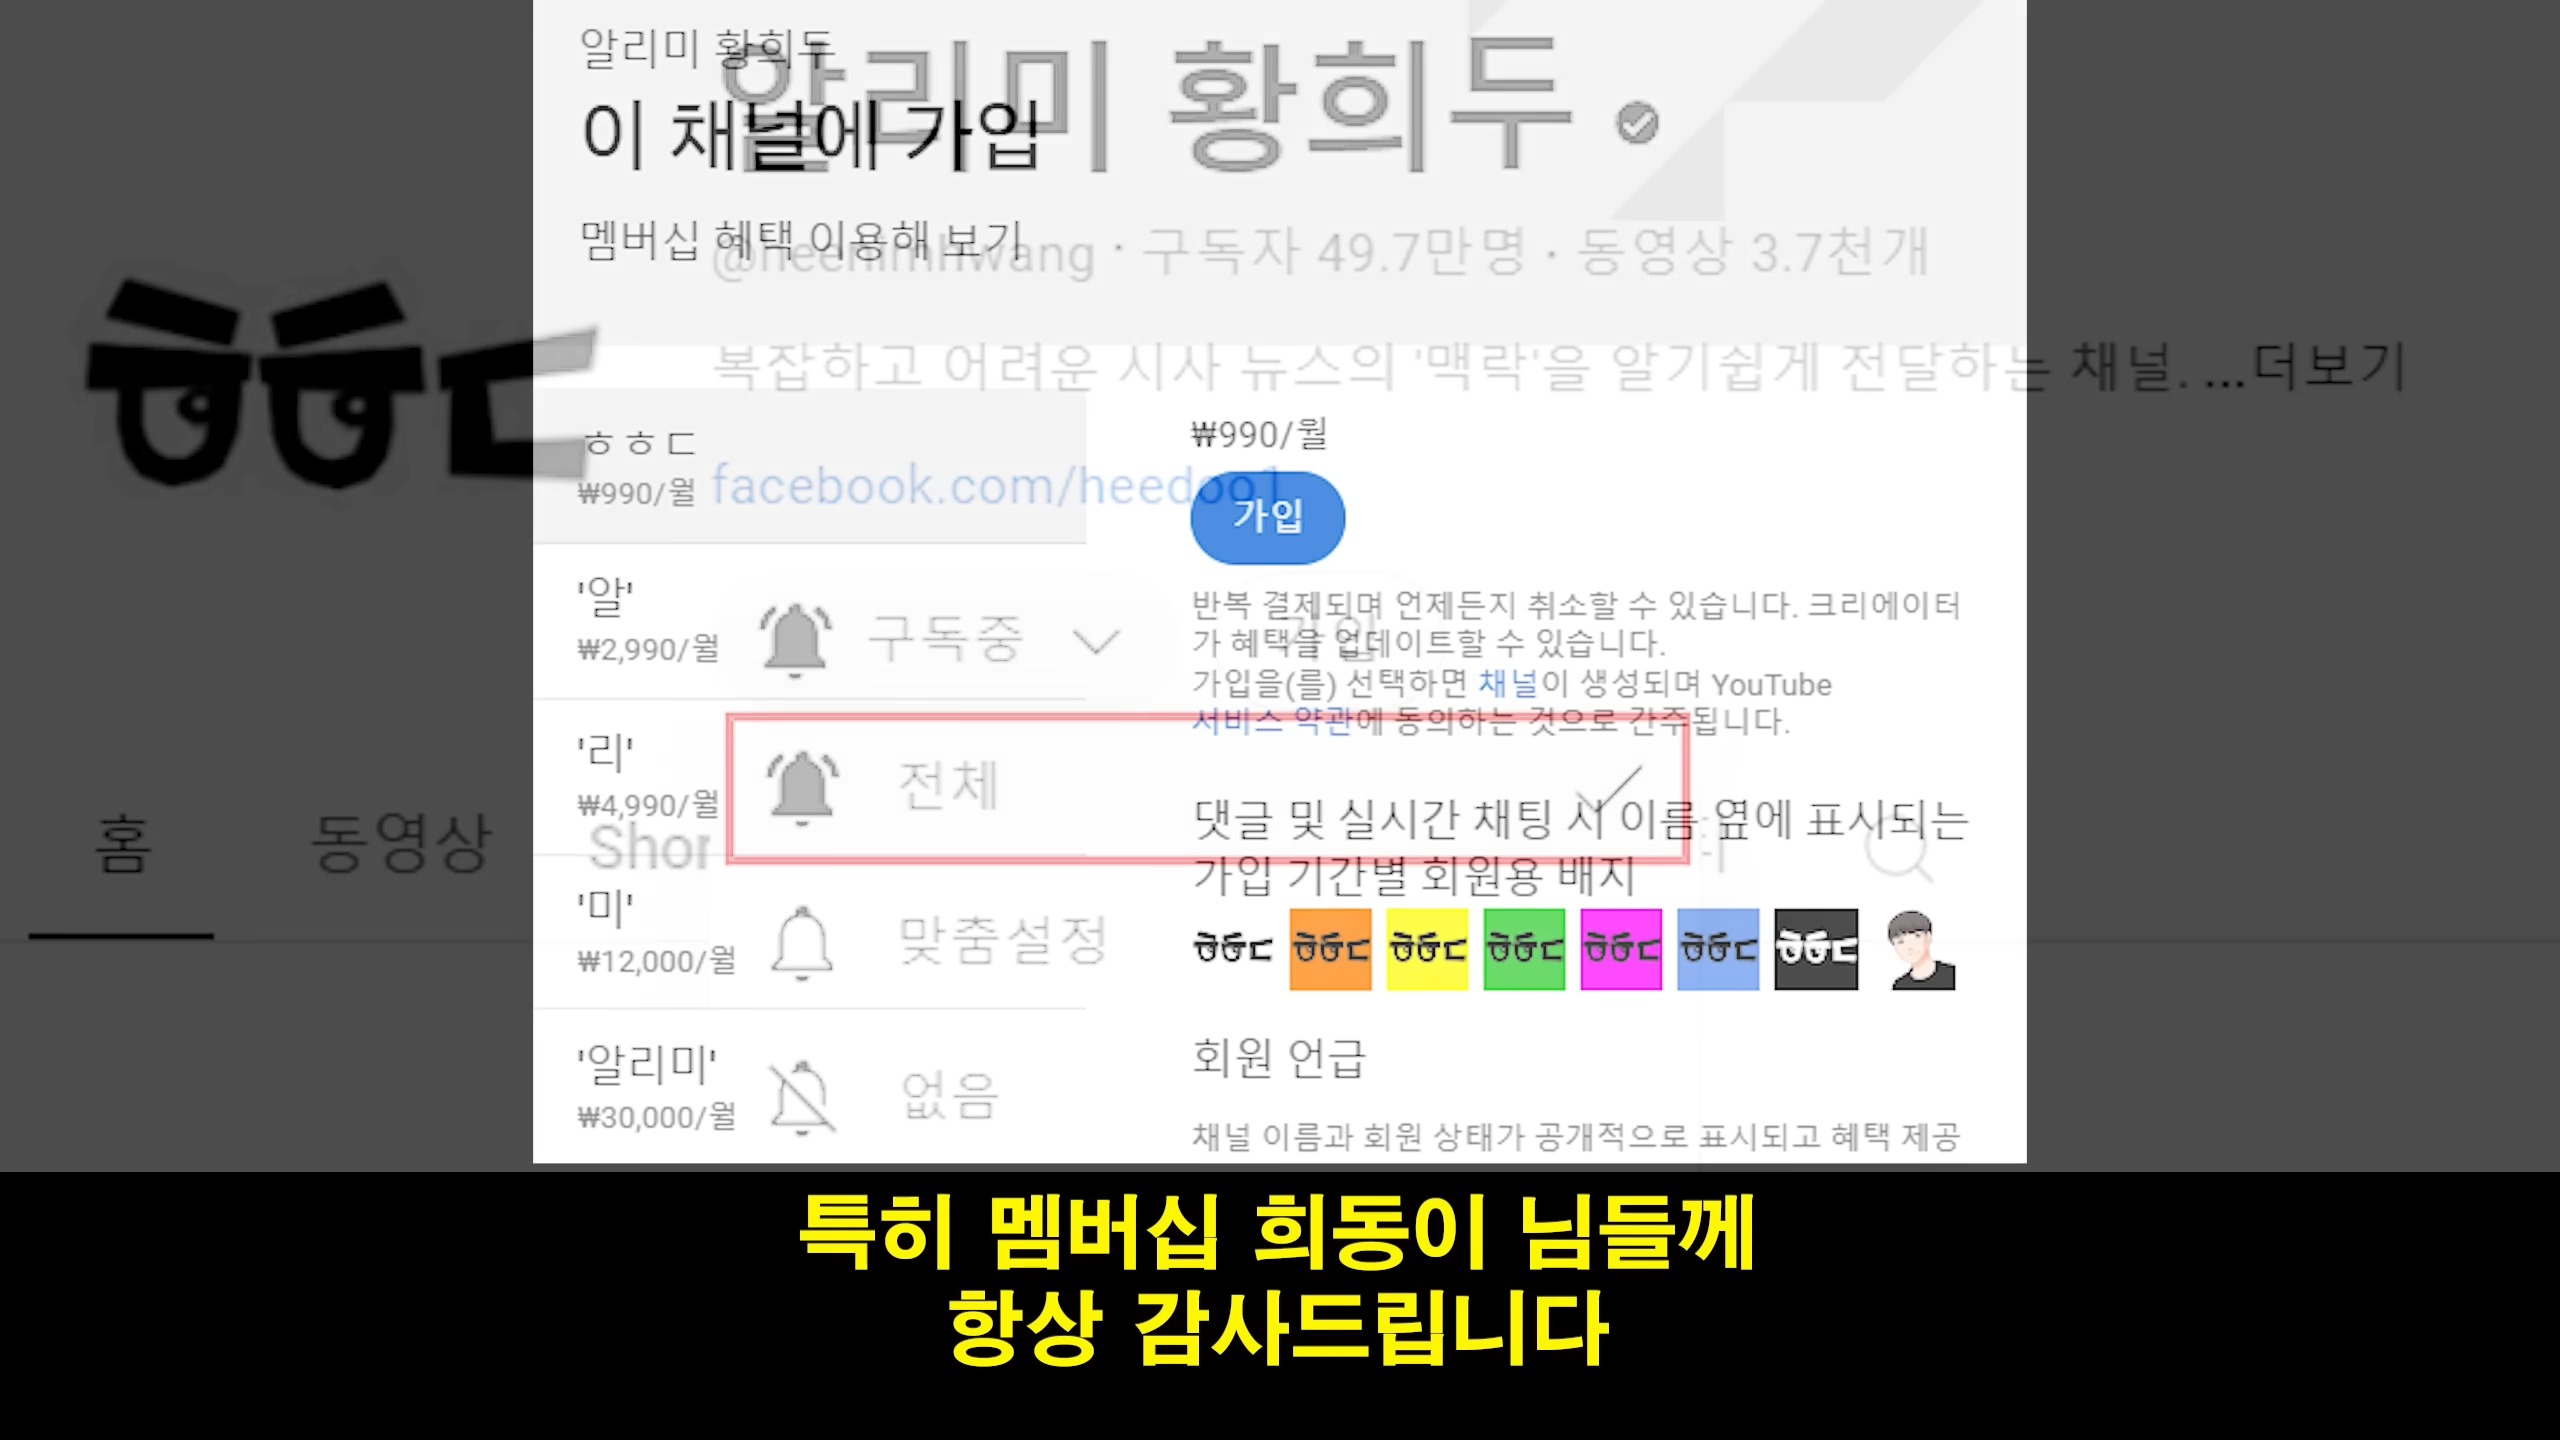 알리미 황희두
이 채널에 가입
멤버십 혜택 이용해 보기
알리미 황희두
@heenimhwang · 구독자 49.7만명 · 동영상 3.7천개
복잡하고 어려운 시사 뉴스의 '맥락'을 알기쉽게 전달하는 채널. ...더보기
facebook.com/heedoo1
ㅎㅎㄷ
ㅎㅎㄷ
₩990/월
'알'
₩2,990/월
'리'
₩4,990/월
'미'
₩12,000/월
'알리미'
₩30,000/월
구독중
가입
전체
맞춤설정
없음
홈
동영상
Shor
₩990/월
가입
반복 결제되며 언제든지 취소할 수 있습니다. 크리에이터
가 혜택을 업데이트할 수 있습니다.
가입을(를) 선택하면 채널이 생성되며 YouTube
서비스 약관에 동의하는 것으로 간주됩니다.
댓글 및 실시간 채팅 시 이름 옆에 표시되는
가입 기간별 회원용 배지
ㅎㅎㄷ ㅎㅎㄷ ㅎㅎㄷ ㅎㅎㄷ ㅎㅎㄷ ㅎㅎㄷ ㅎㅎㄷ
회원 언급
채널 이름과 회원 상태가 공개적으로 표시되고 혜택 제공
특히 멤버십 희동이 님들께
항상 감사드립니다